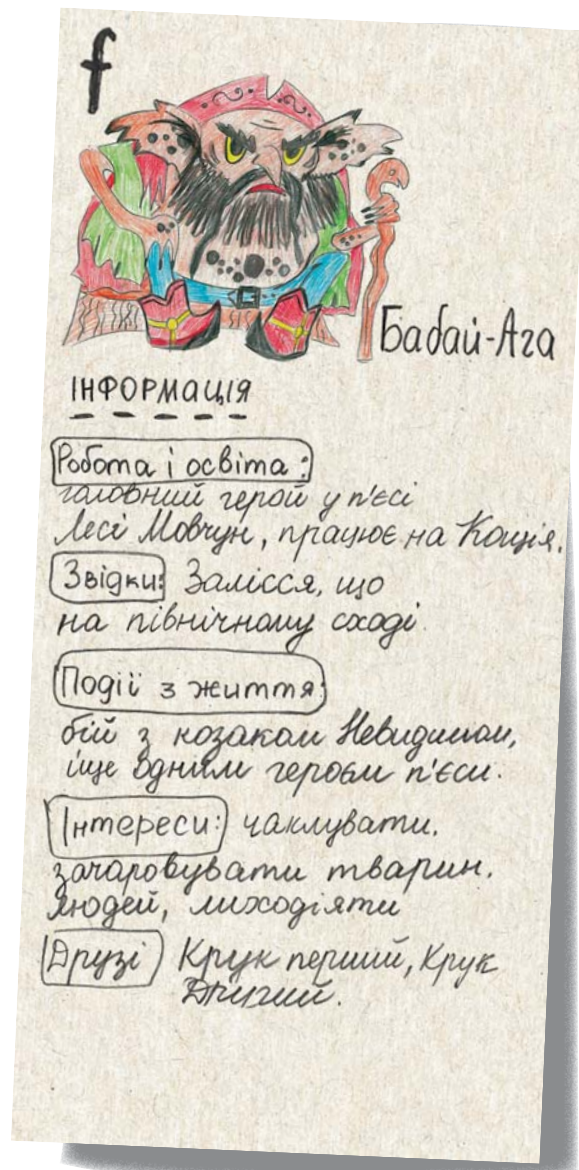 f
Бабай-Ага
ІНФОРМАЦІЯ
Робота і освіта:
головний герой у п'єсі
Лесі Мовчун, працює на Кощія.
Звідки: Залісся, що
на північному сході.
Події з життя:
бій з козаком Невидимом,
іще одним героєм п'єси.
Інтереси: чаклувати,
зачаровувати тварин.
людей, лиходіяти
Друзі Крук перший, Крук
Другий.